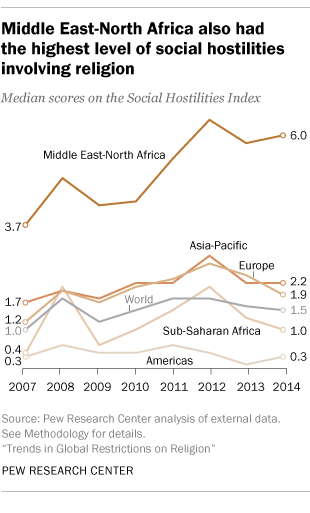 Middle East-North Africa also had
the highest level of social hostilities
involving religion
Median scores on the Social Hostilities Index
6.0
Middle East-North Africa
3.7
Asia-Pacific
Europe
2.2
1.7
1.9
1.2
World
1.5
1.0
Sub-Saharan Africa
1.0
0.4
0.3
Americas
0.3
2007 2008 2009 2010 2011 2012 2013 2014
Source: Pew Research Center analysis of external data.
See Methodology for details.
“Trends in Global Restrictions on Religion”
PEW RESEARCH CENTER